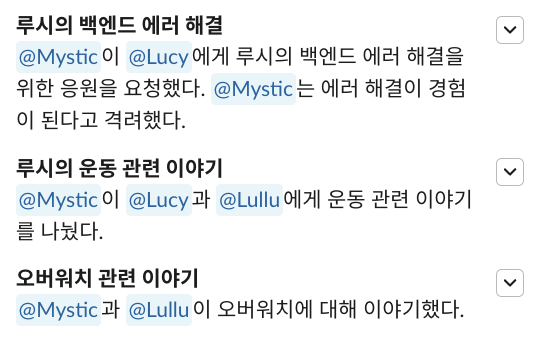 루시의 백엔드 에러 해결
@Mystic이 @Lucy에게 루시의 백엔드 에러 해결을
위한 응원을 요청했다. @Mystic는 에러 해결이 경험
이 된다고 격려했다.
루시의 운동 관련 이야기
@Mystic이 @Lucy과 @Lullu에게 운동 관련 이야기
를 나눴다.
오버워치 관련 이야기
@Mystic과 @Lullu이 오버워치에 대해 이야기했다.